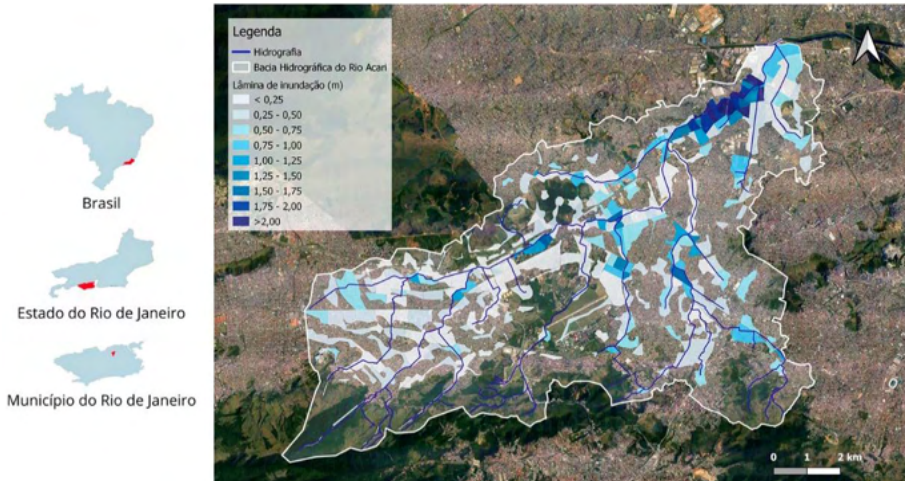 Brasil
Estado do Rio de Janeiro
Município do Rio de Janeiro
Legenda
Hidrografia
Bacia Hidrográfica do Rio Acari
Lâmina de inundação (m)
< 0,25
0,25 - 0,50
0,50 - 0,75
0,75 - 1,00
1,00 - 1,25
1,25 - 1,50
1,50 - 1,75
1,75 - 2,00
>2,00
0 1 2 km